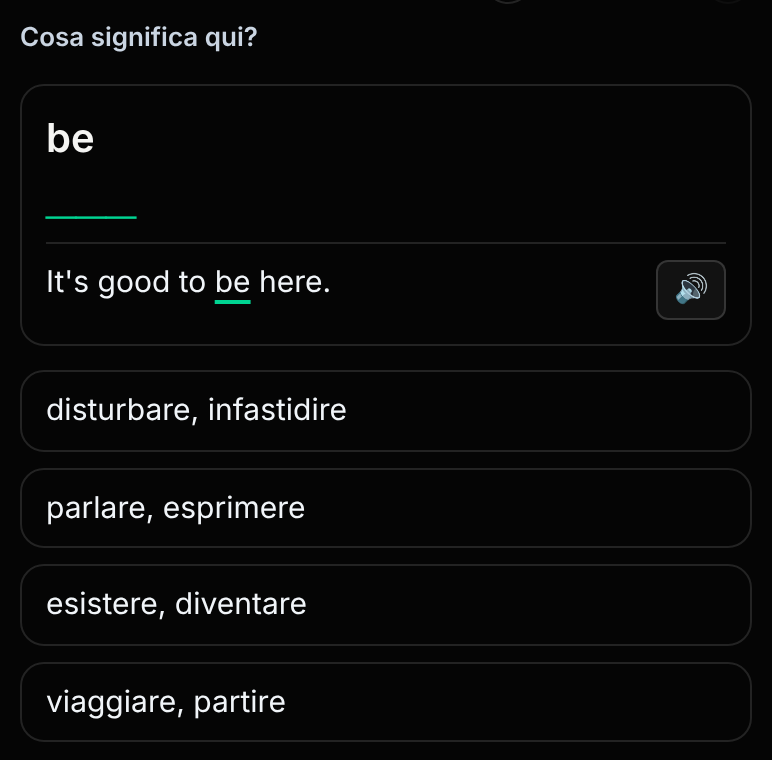 Cosa significa qui?
be
It's good to be here.
disturbare, infastidire
parlare, esprimere
esistere, diventare
viaggiare, partire